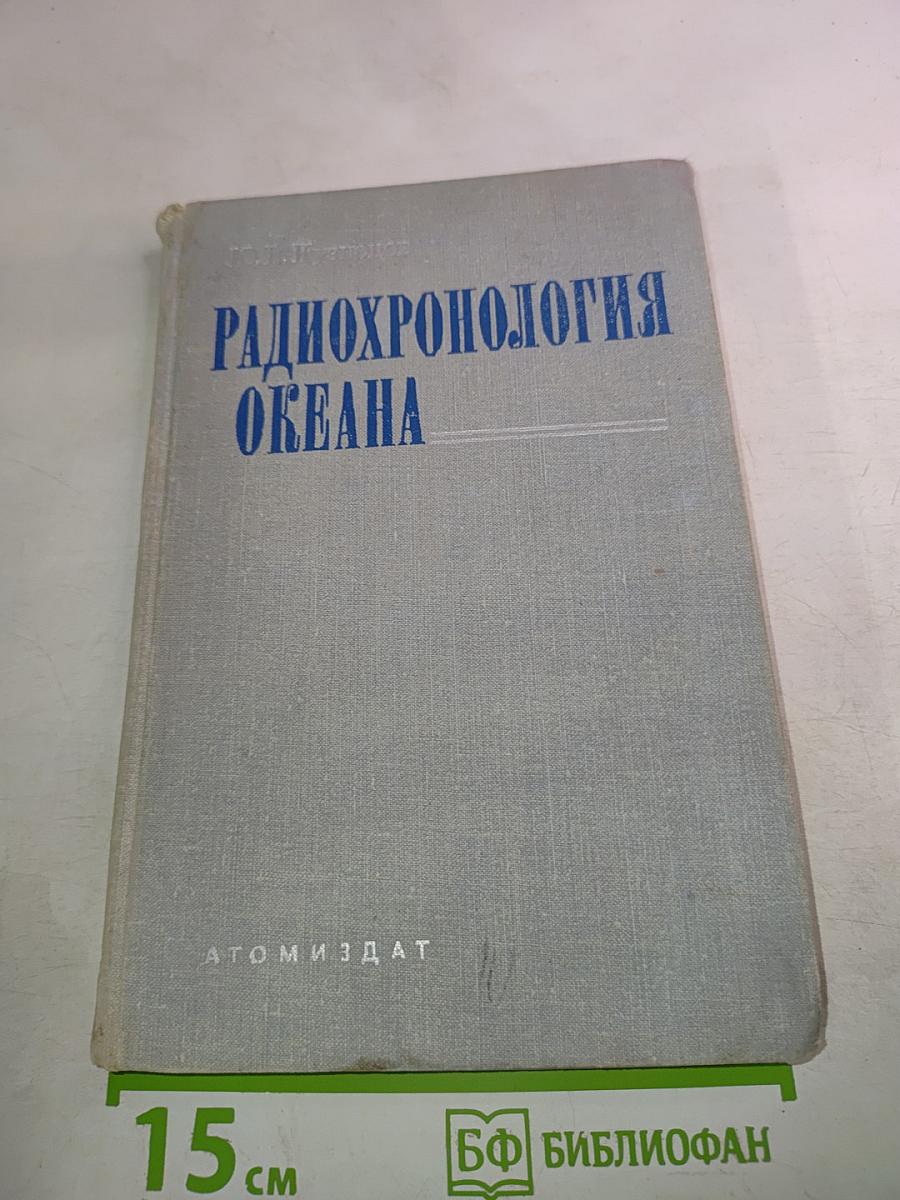 РАДИОХРОНОЛОГИЯ
ОКЕАНА
АТОМИЗДАТ
15 см
БФ БИБЛИОФАН